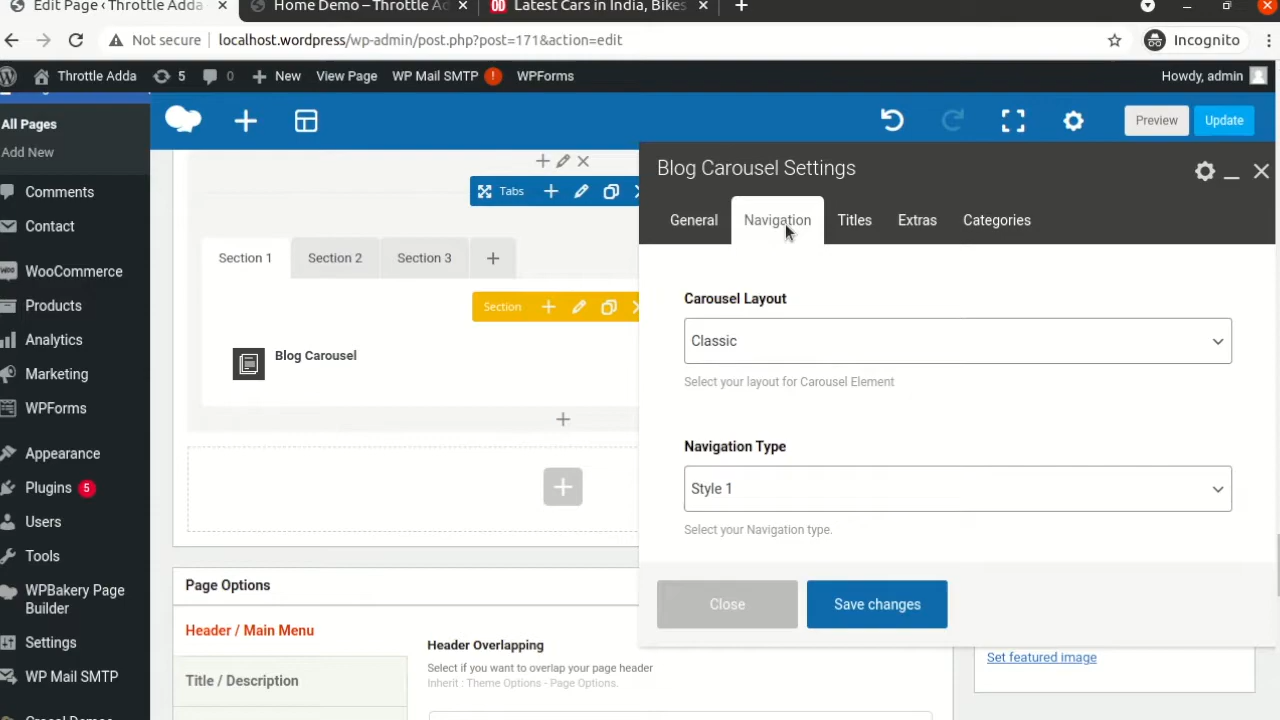 Edit Page ‹ Throttle Adda
Home Demo – Throttle Ad
Latest Cars in India, Bikes
Not secure
localhost.wordpress/wp-admin/post.php?post=171&action=edit
Incognito
Throttle Adda
5
0
New
View Page
WP Mail SMTP
!
WPForms
Howdy, admin
All Pages
Add New
Comments
Contact
WooCommerce
Products
Analytics
Marketing
WPForms
Appearance
Plugins 5
Users
Tools
WPBakery Page
Builder
Settings
WP Mail SMTP
Preview
Update
Tabs
Section 1
Section 2
Section 3
Section
Blog Carousel
Blog Carousel Settings
General
Navigation
Titles
Extras
Categories
Carousel Layout
Classic
Select your layout for Carousel Element
Navigation Type
Style 1
Select your Navigation type.
Close
Save changes
Page Options
Header / Main Menu
Title / Description
Header Overlapping
Select if you want to overlap your page header
Inherit : Theme Options - Page Options.
Set featured image